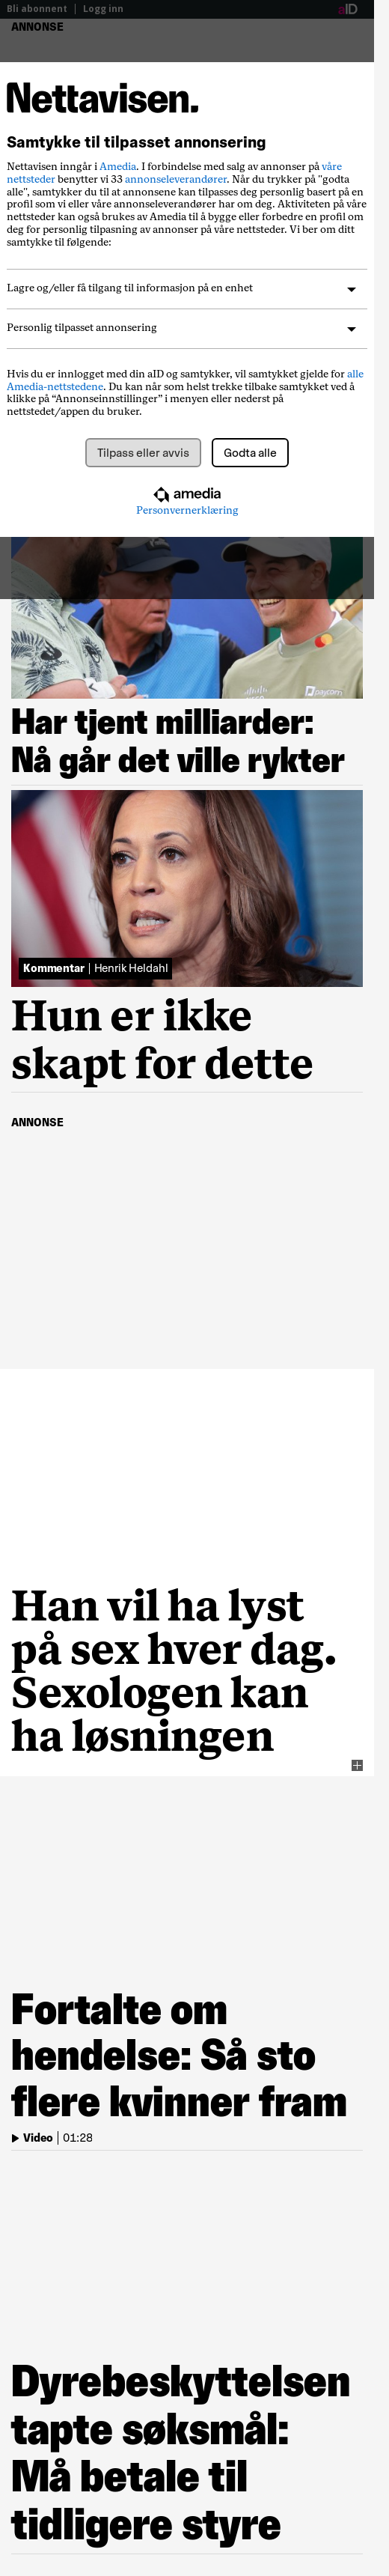 Bli abonnent | Logg inn
aID
ANNONSE
Nettavisen.
Samtykke til tilpasset annonsering
Nettavisen inngår i Amedia. I forbindelse med salg av annonser på våre
nettsteder benytter vi 33 annonseleverandører. Når du trykker på "godta
alle", samtykker du til at annonsene kan tilpasses deg personlig basert på en
profil som vi eller våre annonseleverandører har om deg. Aktiviteten på våre
nettsteder kan også brukes av Amedia til å bygge eller forbedre en profil om
deg for personlig tilpasning av annonser på våre nettsteder. Vi ber om ditt
samtykke til følgende:
Lagre og/eller få tilgang til informasjon på en enhet
Personlig tilpasset annonsering
Hvis du er innlogget med din aID og samtykker, vil samtykket gjelde for alle
Amedia-nettstedene. Du kan når som helst trekke tilbake samtykket ved å
klikke på “Annonseinnstillinger” i menyen eller nederst på
nettstedet/appen du bruker.
Tilpass eller avvis
Godta alle
amedia
Personvernerklæring
paycom
Har tjent milliarder:
Nå går det ville rykter
Kommentar | Henrik Heldahl
Hun er ikke
skapt for dette
ANNONSE
Han vil ha lyst
på sex hver dag.
Sexologen kan
ha løsningen
Fortalte om
hendelse: Så sto
flere kvinner fram
Video | 01:28
Dyrebeskyttelsen
tapte søksmål:
Må betale til
tidligere styre